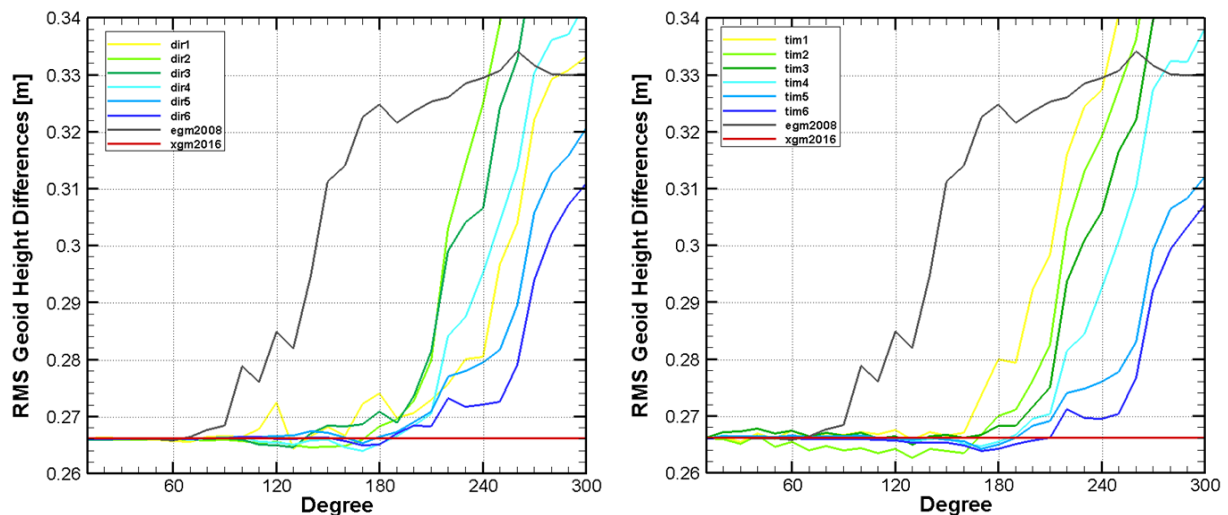 0.34
0.33
0.32
0.31
0.3
0.29
0.28
0.27
0.26
RMS Geoid Height Differences [m]
dir1
dir2
dir3
dir4
dir5
dir6
egm2008
xgm2016
60
120
180
240
300
Degree
0.34
0.33
0.32
0.31
0.3
0.29
0.28
0.27
0.26
RMS Geoid Height Differences [m]
tim1
tim2
tim3
tim4
tim5
tim6
egm2008
xgm2016
60
120
180
240
300
Degree